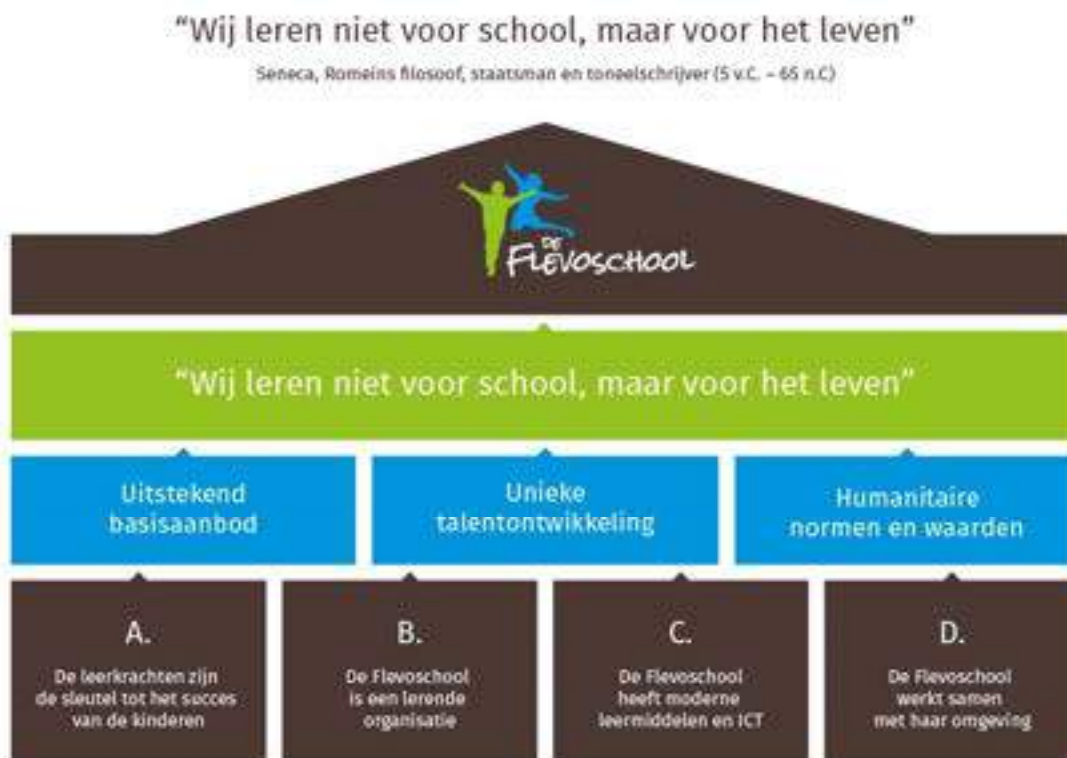 “Wij leren niet voor school, maar voor het leven”
Seneca, Romeins filosoof, staatsman en toneelschrijver (5 v.C. – 65 n.C)
DE
FLEVOSCHOOL
“Wij leren niet voor school, maar voor het leven”
Uitstekend
basisaanbod
Unieke
talentontwikkeling
Humanitaire
normen en waarden
A.
De leerkrachten zijn
de sleutel tot het succes
van de kinderen
B.
De Flevoschool
is een lerende
organisatie
C.
De Flevoschool
heeft moderne
leermiddelen en ICT
D.
De Flevoschool
werkt samen
met haar omgeving